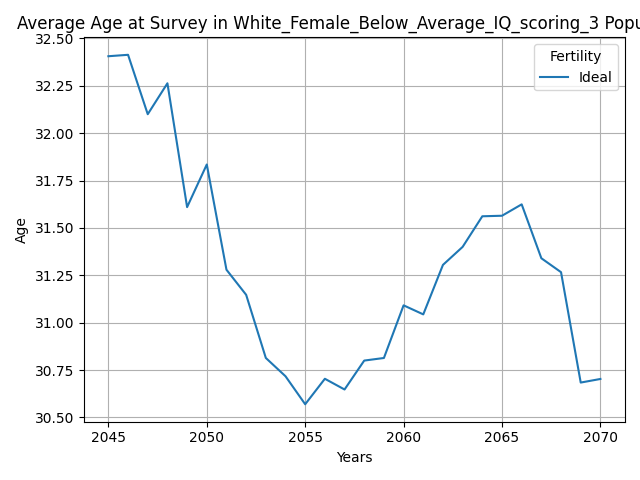 Average Age at Survey in White_Female_Below_Average_IQ_scoring_3 Popu
32.50
32.25
32.00
31.75
31.50
31.25
31.00
30.75
30.50
Age
Fertility
Ideal
2045 2050 2055 2060 2065 2070
Years